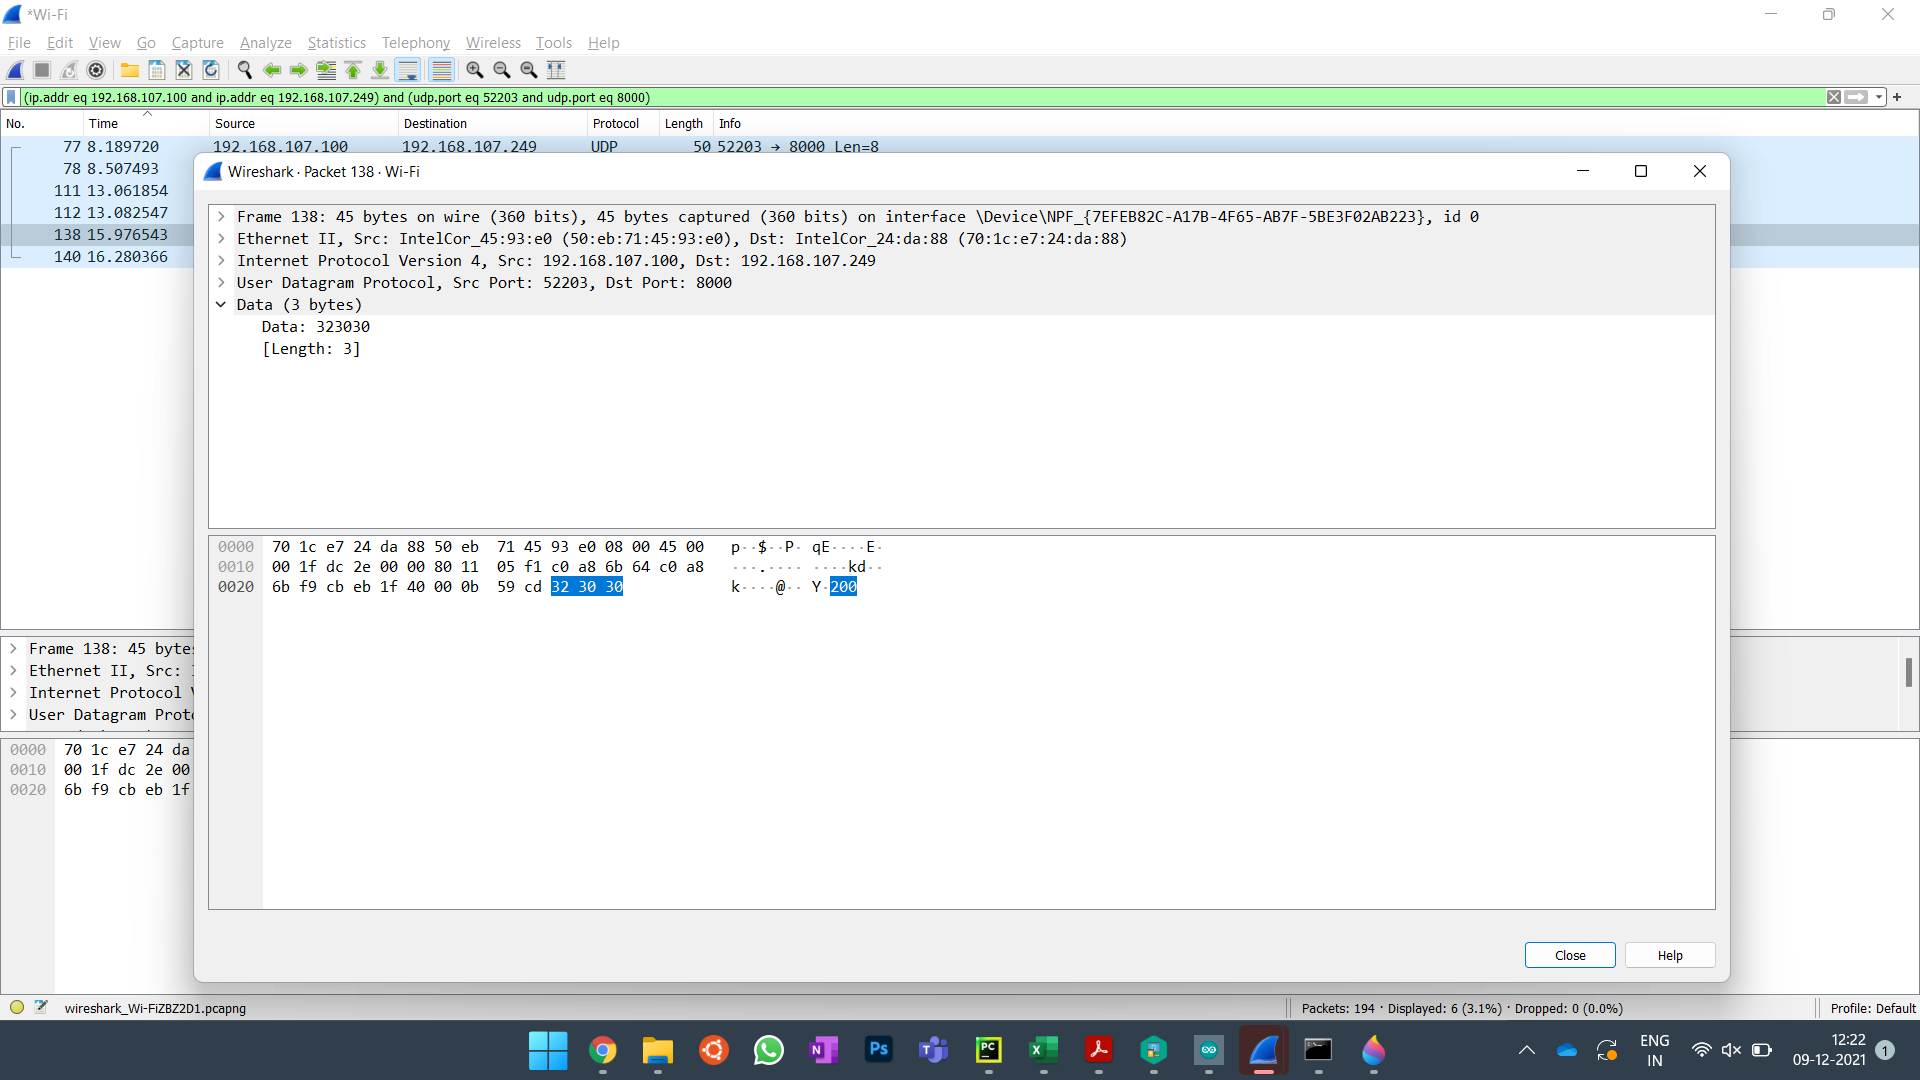 *Wi-Fi
File Edit View Go Capture Analyze Statistics Telephony Wireless Tools Help
(ip.addr eq 192.168.107.100 and ip.addr eq 192.168.107.249) and (udp.port eq 52203 and udp.port eq 8000)
No. Time Source Destination Protocol Length Info
77 8.189720 192.168.107.100 192.168.107.249 UDP 50 52203 → 8000 Len=8
78 8.507493
111 13.061854
112 13.082547
138 15.976543
140 16.280366
Wireshark · Packet 138 · Wi-Fi
Frame 138: 45 bytes on wire (360 bits), 45 bytes captured (360 bits) on interface \Device\NPF_{7EFEB82C-A17B-4F65-AB7F-5BE3F02AB223}, id 0
Ethernet II, Src: IntelCor_45:93:e0 (50:eb:71:45:93:e0), Dst: IntelCor_24:da:88 (70:1c:e7:24:da:88)
Internet Protocol Version 4, Src: 192.168.107.100, Dst: 192.168.107.249
User Datagram Protocol, Src Port: 52203, Dst Port: 8000
Data (3 bytes)
Data: 323030
[Length: 3]
0000 70 1c e7 24 da 88 50 eb 71 45 93 e0 08 00 45 00 p··$··P· qE····E·
0010 00 1f dc 2e 00 00 80 11 05 f1 c0 a8 6b 64 c0 a8 ···.···· ····kd··
0020 6b f9 cb eb 1f 40 00 0b 59 cd 32 30 30 k····@·· Y·200
Frame 138: 45 bytes
Ethernet II, Src:
Internet Protocol
User Datagram Proto
0000 70 1c e7 24 da
0010 00 1f dc 2e 00
0020 6b f9 cb eb 1f
Close Help
wireshark_Wi-FiZBZ2D1.pcapng Packets: 194 · Displayed: 6 (3.1%) · Dropped: 0 (0.0%) Profile: Default
N Ps T PC X
ENG
IN
12:22
09-12-2021 1